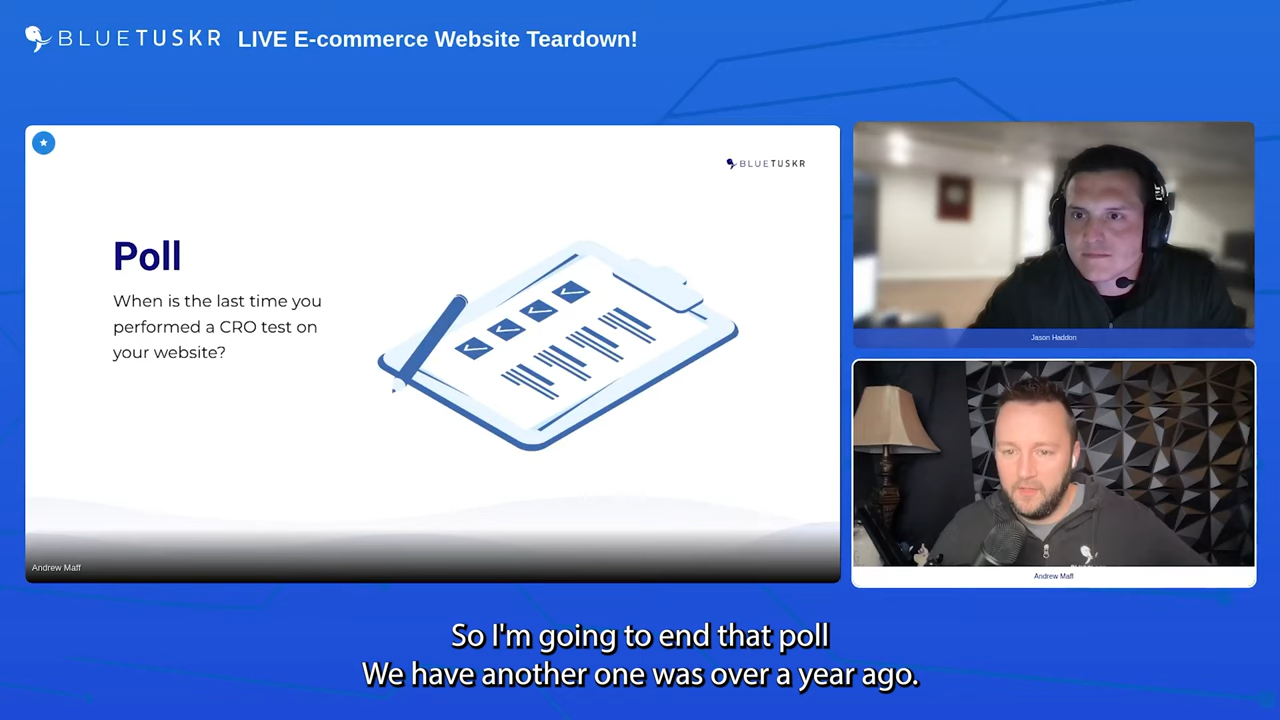 BLUETUSKR LIVE E-commerce Website Teardown!
BLUETUSKR
Poll
When is the last time you
performed a CRO test on
your website?
Andrew Maff
Jason Haddon
Andrew Maff
So I'm going to end that poll
We have another one was over a year ago.